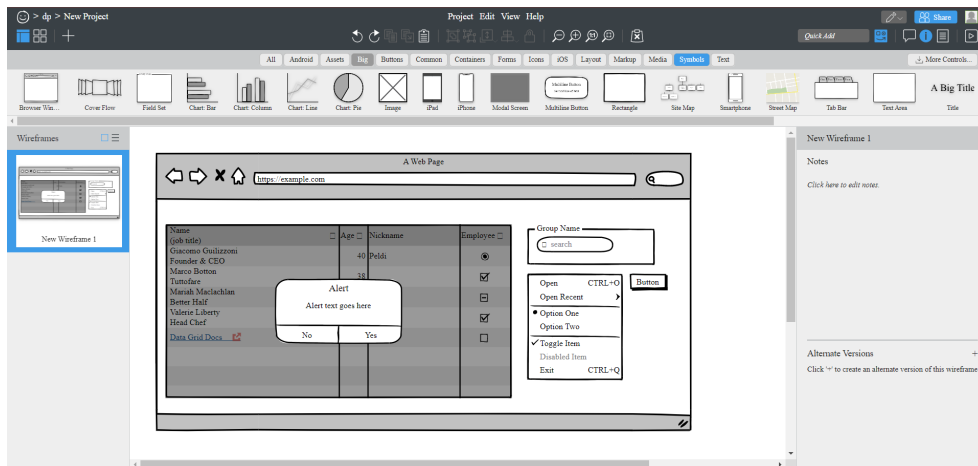 > dp > New Project
Project Edit View Help
Share
Quick Add
All Android Assets Big Buttons Common Containers Forms Icons iOS Layout Markup Media Symbols Text
More Controls...
Browser Win...
Cover Flow
Field Set
Chart: Bar
Chart: Column
Chart: Line
Chart: Pie
Image
iPad
iPhone
Modal Screen
Multiline Button
Rectangle
Site Map
Smartphone
Street Map
Tab Bar
Text Area
A Big Title
Title
Wireframes
New Wireframe 1
A Web Page
https://example.com
Name
(job title)
Age
Nickname
Employee
Giacomo Guilizzoni
Founder & CEO
40
Peldi
Marco Botton
Tuttofare
38
Mariah Maclachlan
Better Half
Valerie Liberty
Head Chef
Data Grid Docs
Alert
Alert text goes here
No
Yes
Group Name
search
Open CTRL+O
Open Recent
Option One
Option Two
Toggle Item
Disabled Item
Exit CTRL+Q
Button
New Wireframe 1
Notes
Click here to edit notes.
Alternate Versions +
Click '+' to create an alternate version of this wireframe